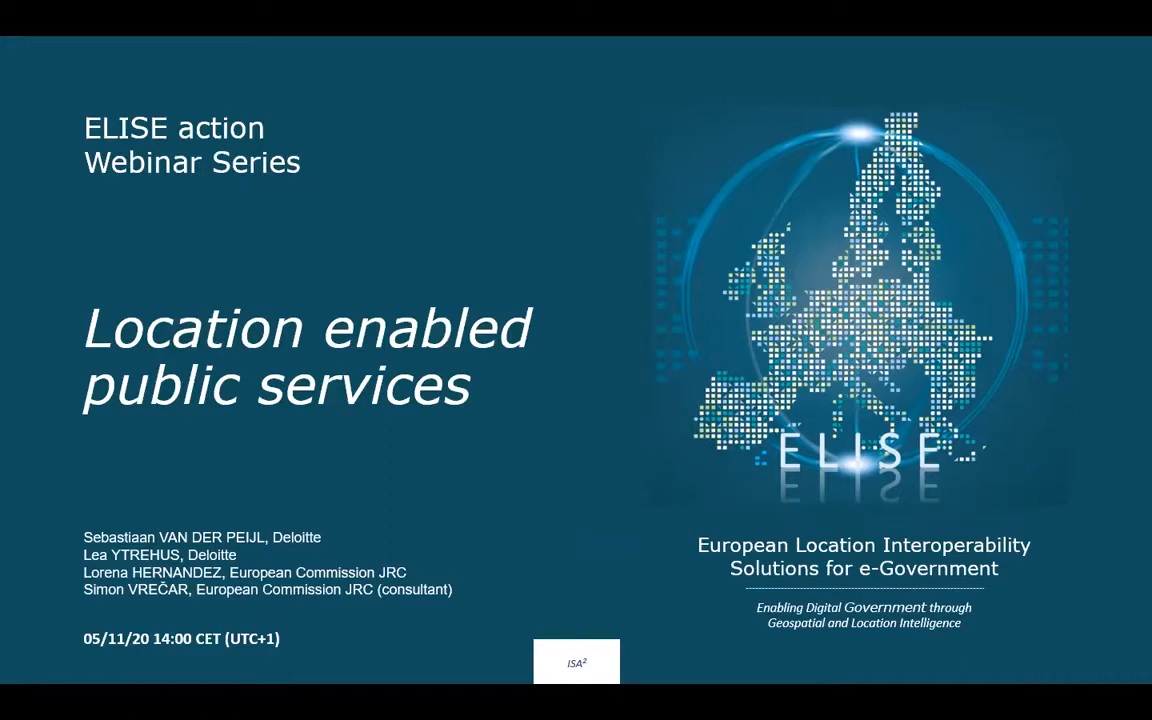 ELISE action
Webinar Series
Location enabled
public services
Sebastiaan VAN DER PEIJL, Deloitte
Lea YTREHUS, Deloitte
Lorena HERNANDEZ, European Commission JRC
Simon VREČAR, European Commission JRC (consultant)
05/11/20 14:00 CET (UTC+1)
ELISE
European Location Interoperability
Solutions for e-Government
Enabling Digital Government through
Geospatial and Location Intelligence
ISA²